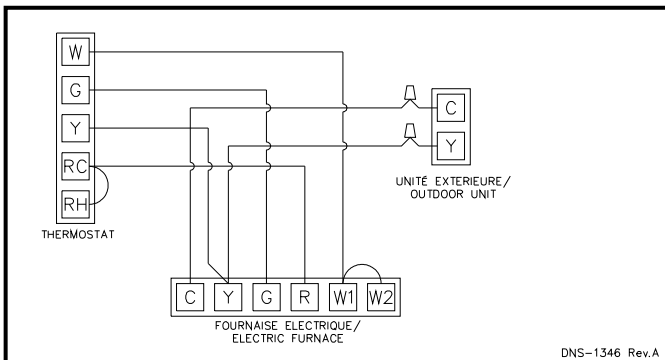 W
G
Y
RC
RH
THERMOSTAT
C
Y
UNITÉ EXTERIEURE/
OUTDOOR UNIT
C Y G R W1 W2
FOURNAISE ELECTRIQUE/
ELECTRIC FURNACE
DNS-1346 Rev.A